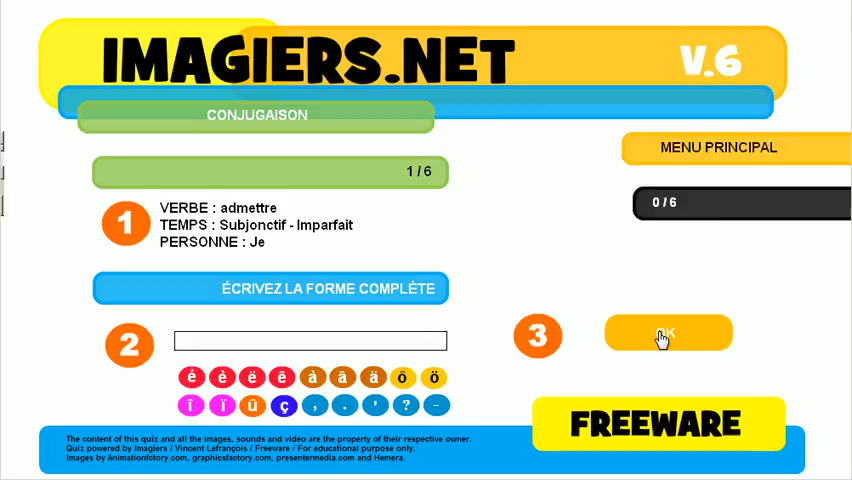 IMAGIERS.NET
V.6
CONJUGAISON
MENU PRINCIPAL
1 / 6
0 / 6
1
VERBE : admettre
TEMPS : Subjonctif - Imparfait
PERSONNE : Je
ÉCRIVEZ LA FORME COMPLÈTE
2
3
OK
é è ë ê à â ä ô ö
î ï û ç , . ' ? -
FREEWARE
The content of this quiz and all the images, sounds and video are the property of their respective owner.
Quiz powered by Imagiers / Vincent Lefrançois / Freeware / For educational purpose only.
Images by Animationfctory.com, graphicsfactory.com, presentermedia.com and Hemera.